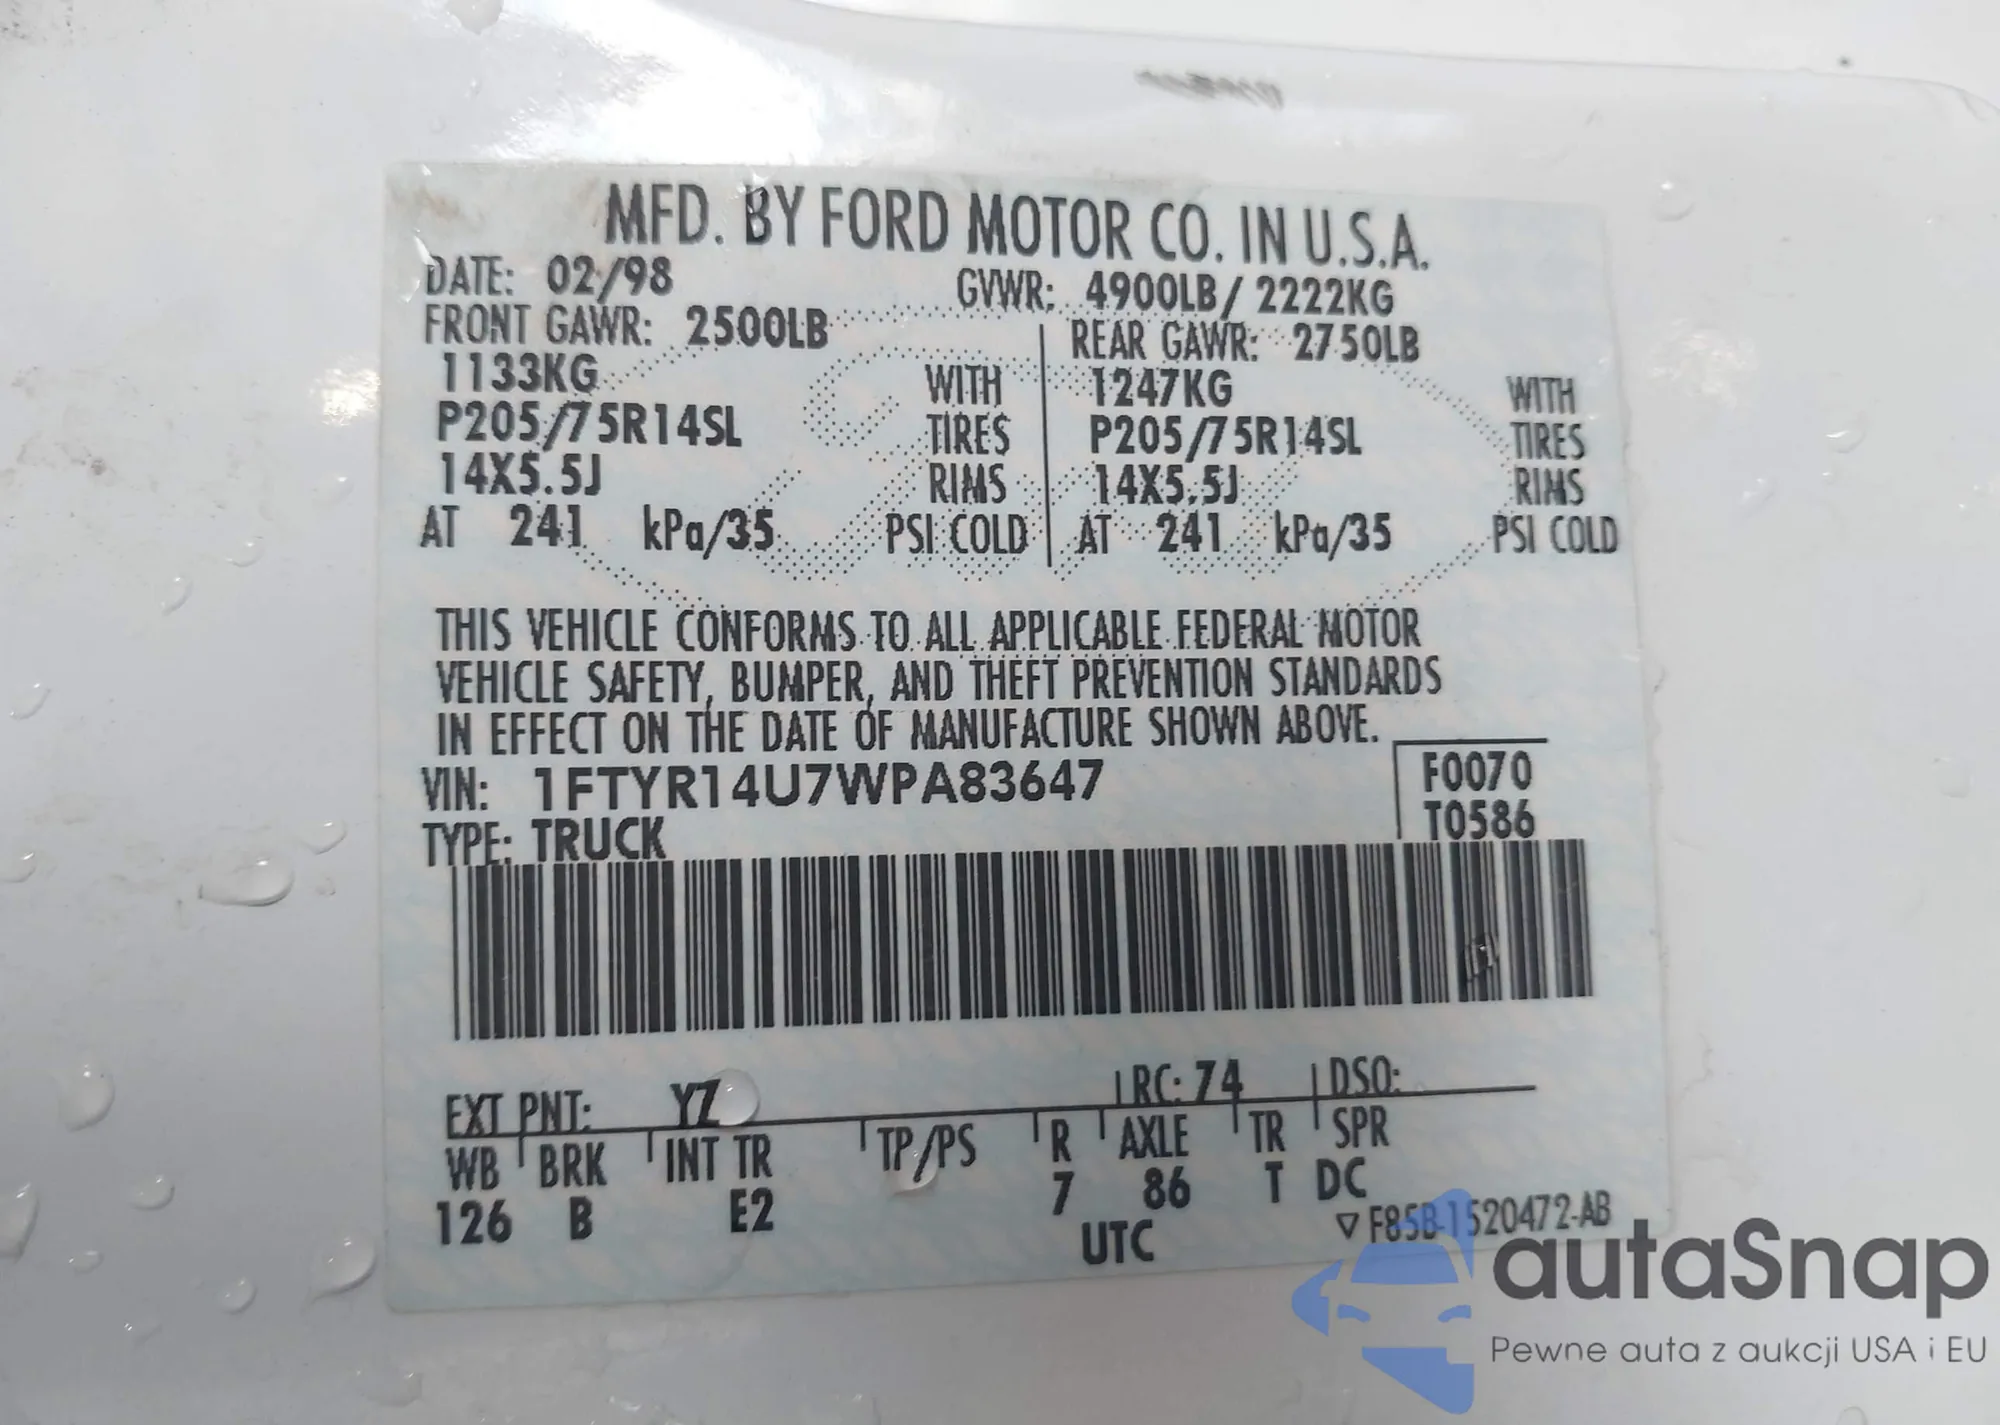 MFD. BY FORD MOTOR CO. IN U.S.A.
DATE: 02/98 GVWR: 4900LB/ 2222KG
FRONT GAWR: 2500LB REAR GAWR: 2750LB
1133KG WITH 1247KG WITH
P205/75R14SL TIRES P205/75R14SL TIRES
14X5.5J RIMS 14X5.5J RIMS
AT 241 kPa/35 PSI COLD AT 241 kPa/35 PSI COLD
THIS VEHICLE CONFORMS TO ALL APPLICABLE FEDERAL MOTOR
VEHICLE SAFETY, BUMPER, AND THEFT PREVENTION STANDARDS
IN EFFECT ON THE DATE OF MANUFACTURE SHOWN ABOVE.
VIN: 1FTYR14U7WPA83647 F0070
TYPE: TRUCK T0586
EXT PNT: YZ RC: 74 DSO:
WB BRK INT TR TP/PS R AXLE TR SPR
126 B E2 7 86 T DC
UTC ▽ F85B-1520472-AB
autaSnap
Pewne auta z aukcji USA i EU